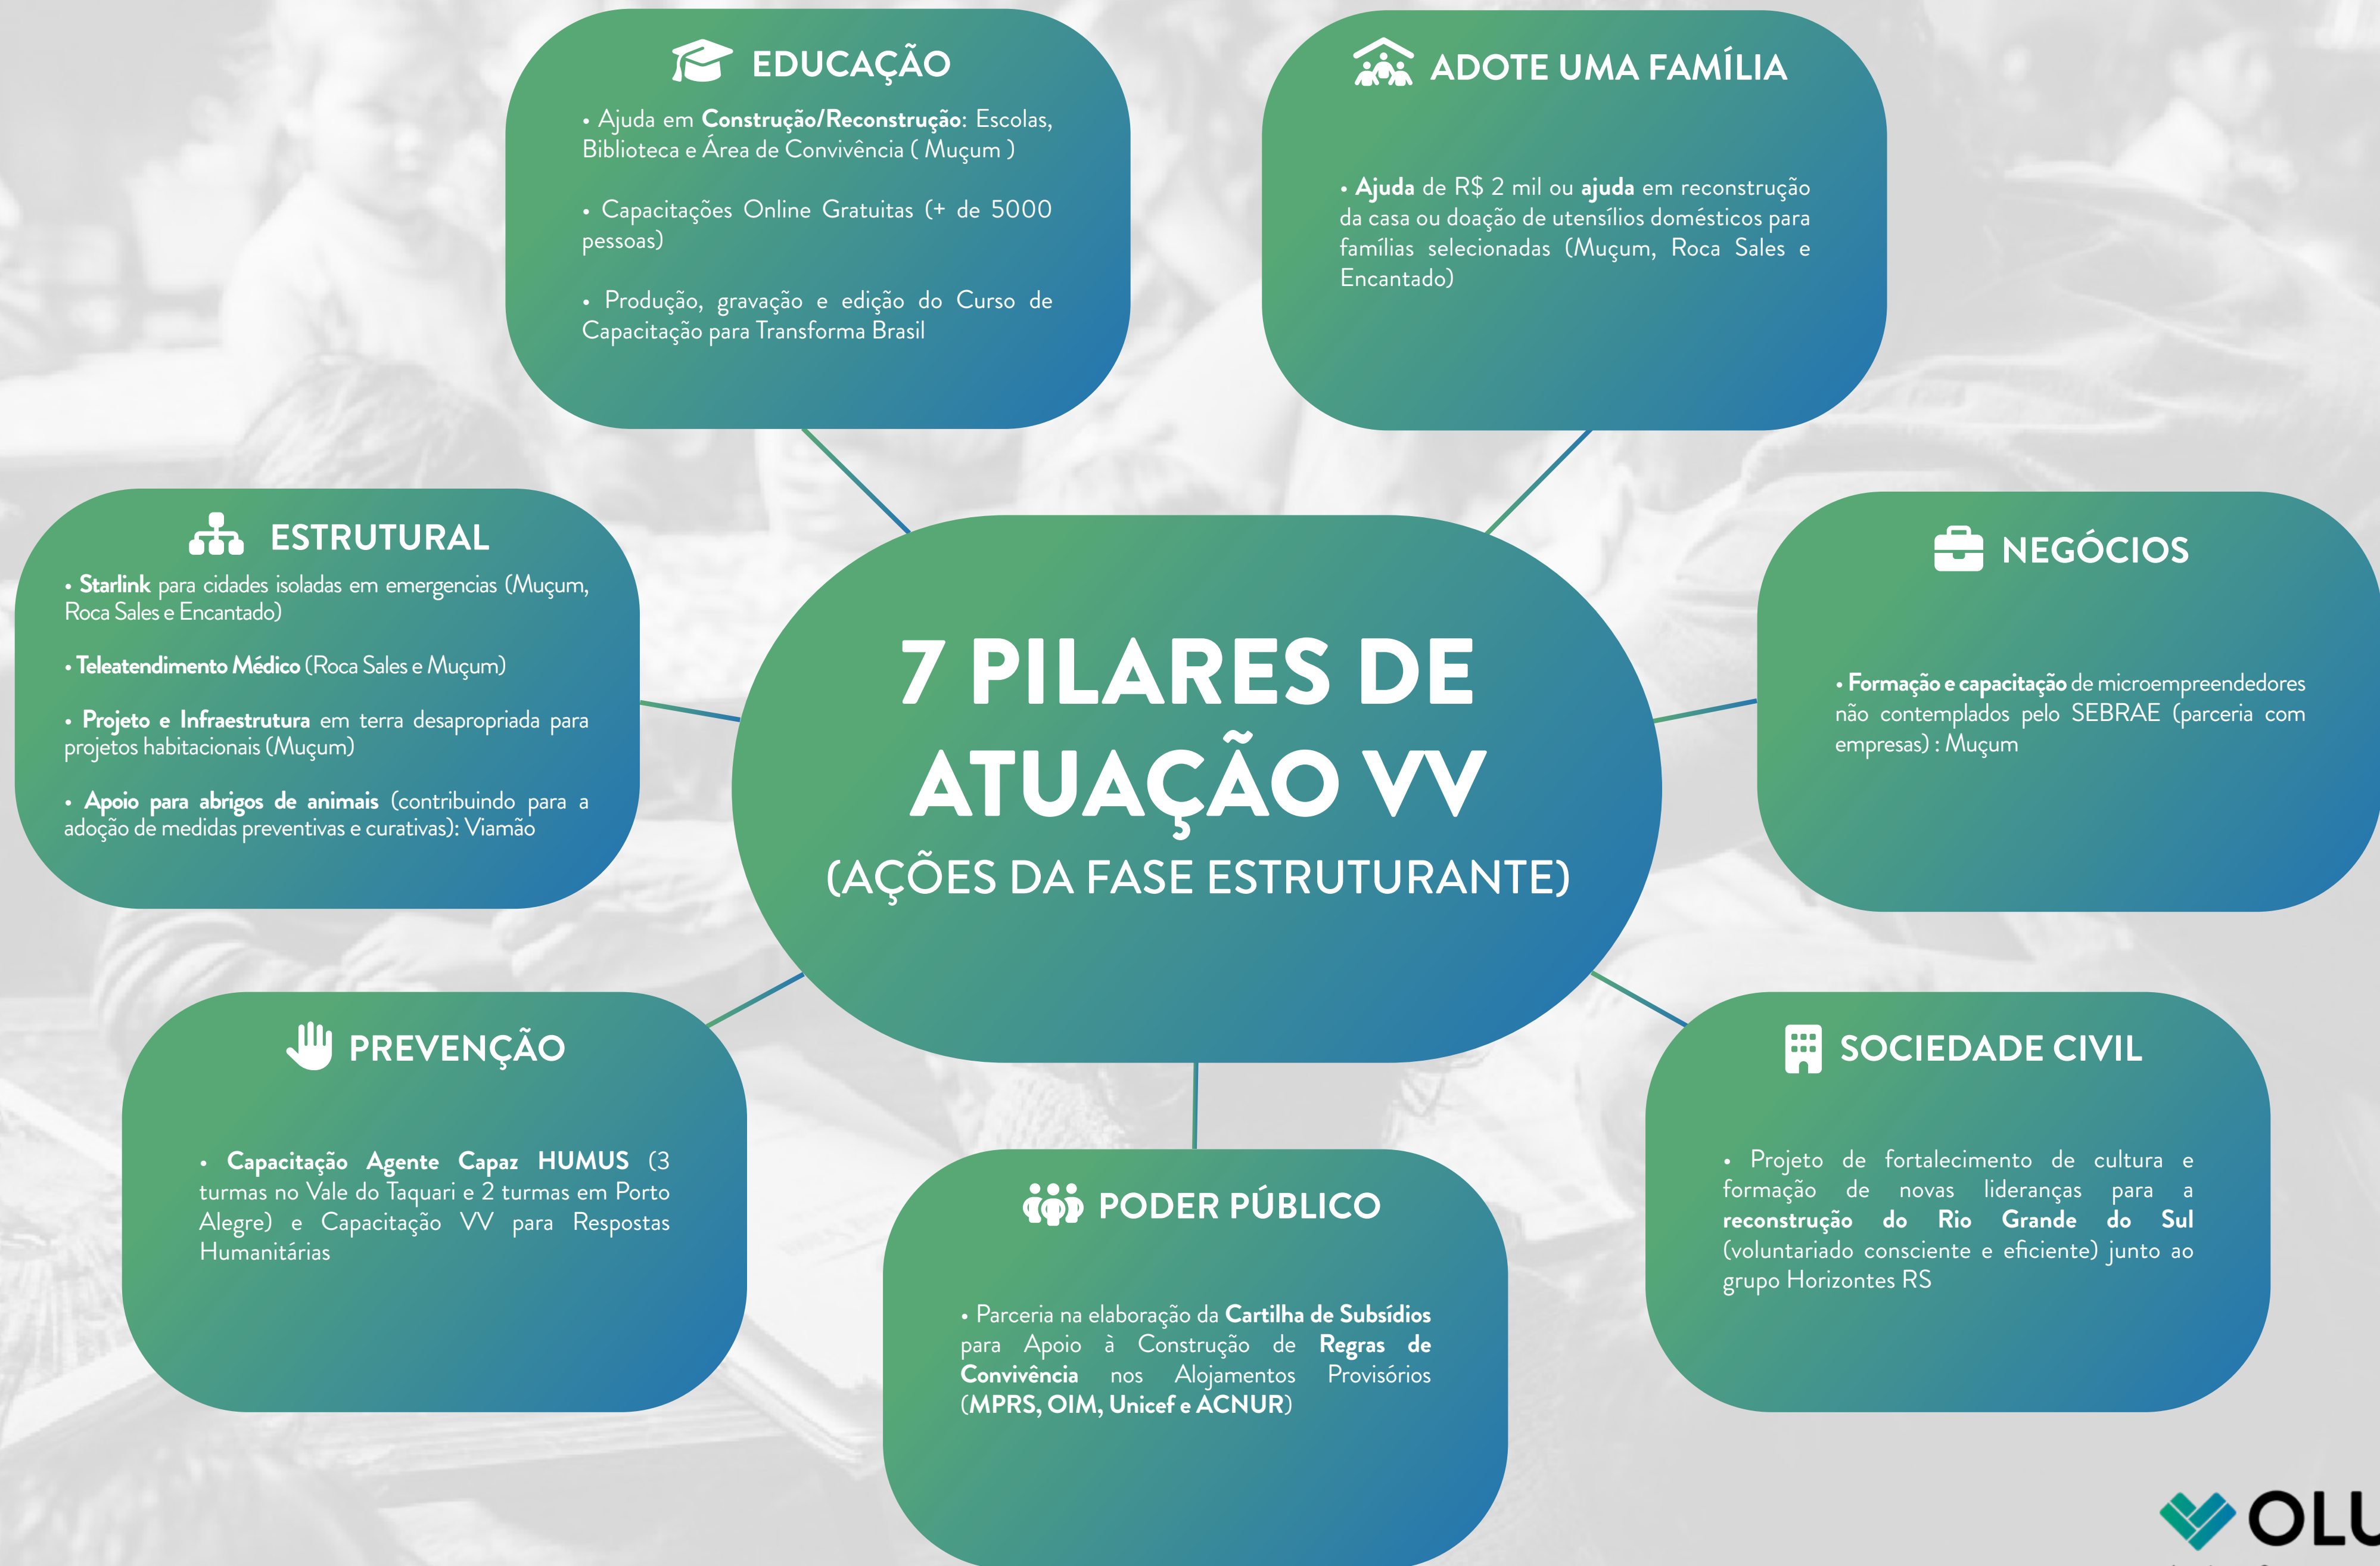 EDUCAÇÃO
• Ajuda em Construção/Reconstrução: Escolas,
Biblioteca e Área de Convivência ( Muçum )
• Capacitações Online Gratuitas (+ de 5000
pessoas)
• Produção, gravação e edição do Curso de
Capacitação para Transforma Brasil
ADOTE UMA FAMÍLIA
• Ajuda de R$ 2 mil ou ajuda em reconstrução
da casa ou doação de utensílios domésticos para
famílias selecionadas (Muçum, Roca Sales e
Encantado)
ESTRUTURAL
• Starlink para cidades isoladas em emergencias (Muçum,
Roca Sales e Encantado)
• Teleatendimento Médico (Roca Sales e Muçum)
• Projeto e Infraestrutura em terra desapropriada para
projetos habitacionais (Muçum)
• Apoio para abrigos de animais (contribuindo para a
adoção de medidas preventivas e curativas): Viamão
7 PILARES DE
ATUAÇÃO VV
(AÇÕES DA FASE ESTRUTURANTE)
NEGÓCIOS
• Formação e capacitação de microempreendedores
não contemplados pelo SEBRAE (parceria com
empresas) : Muçum
PREVENÇÃO
• Capacitação Agente Capaz HUMUS (3
turmas no Vale do Taquari e 2 turmas em Porto
Alegre) e Capacitação VV para Respostas
Humanitárias
PODER PÚBLICO
• Parceria na elaboração da Cartilha de Subsídios
para Apoio à Construção de Regras de
Convivência nos Alojamentos Provisórios
(MPRS, OIM, Unicef e ACNUR)
SOCIEDADE CIVIL
• Projeto de fortalecimento de cultura e
formação de novas lideranças para a
reconstrução do Rio Grande do Sul
(voluntariado consciente e eficiente) junto ao
grupo Horizontes RS
OLU